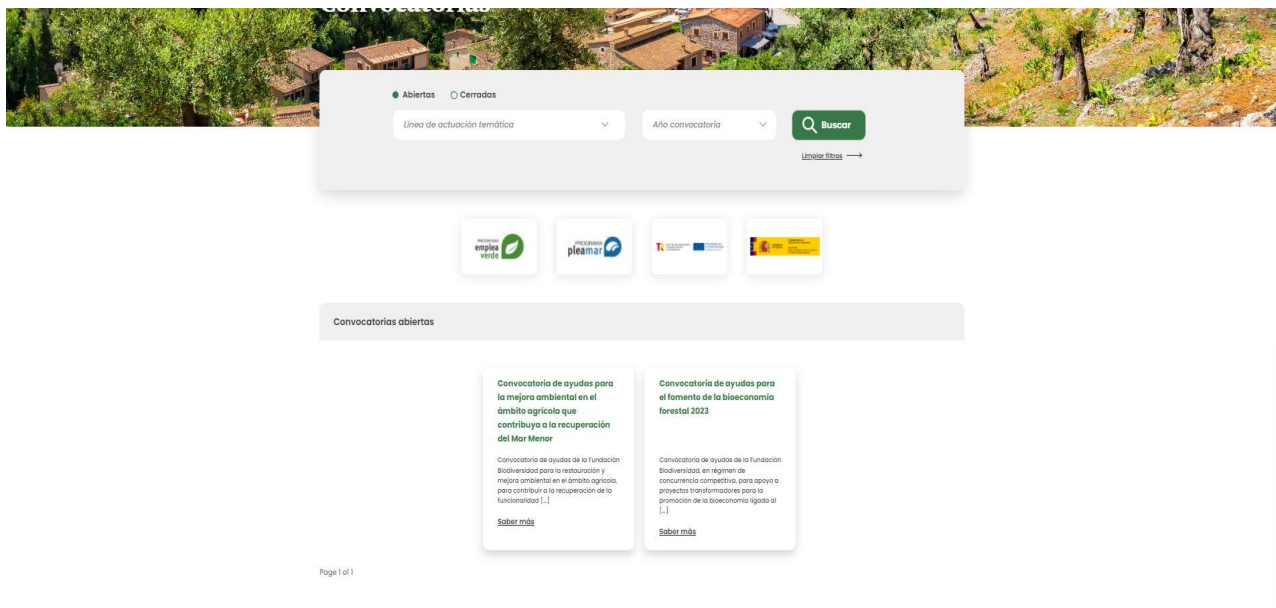 Convocatorias
Abiertas
Cerradas
Línea de actuación temática
Año convocatoria
Buscar
Limpiar filtros
PROGRAMA
emplea
verde
PROGRAMA
pleamar
Convocatorias abiertas
Convocatoria de ayudas para
la mejora ambiental en el
ámbito agrícola que
contribuya a la recuperación
del Mar Menor
Convocatoria de ayudas de la Fundación
Biodiversidad para la restauración y
mejora ambiental en el ámbito agrícola,
para contribuir a la recuperación de la
funcionalidad [...]
Saber más
Convocatoria de ayudas para
el fomento de la bioeconomía
forestal 2023
Convocatoria de ayudas de la Fundación
Biodiversidad, en régimen de
concurrencia competitiva, para apoyo a
proyectos transformadores para la
promoción de la bioeconomía ligada al
[...]
Saber más
Page 1 of 1